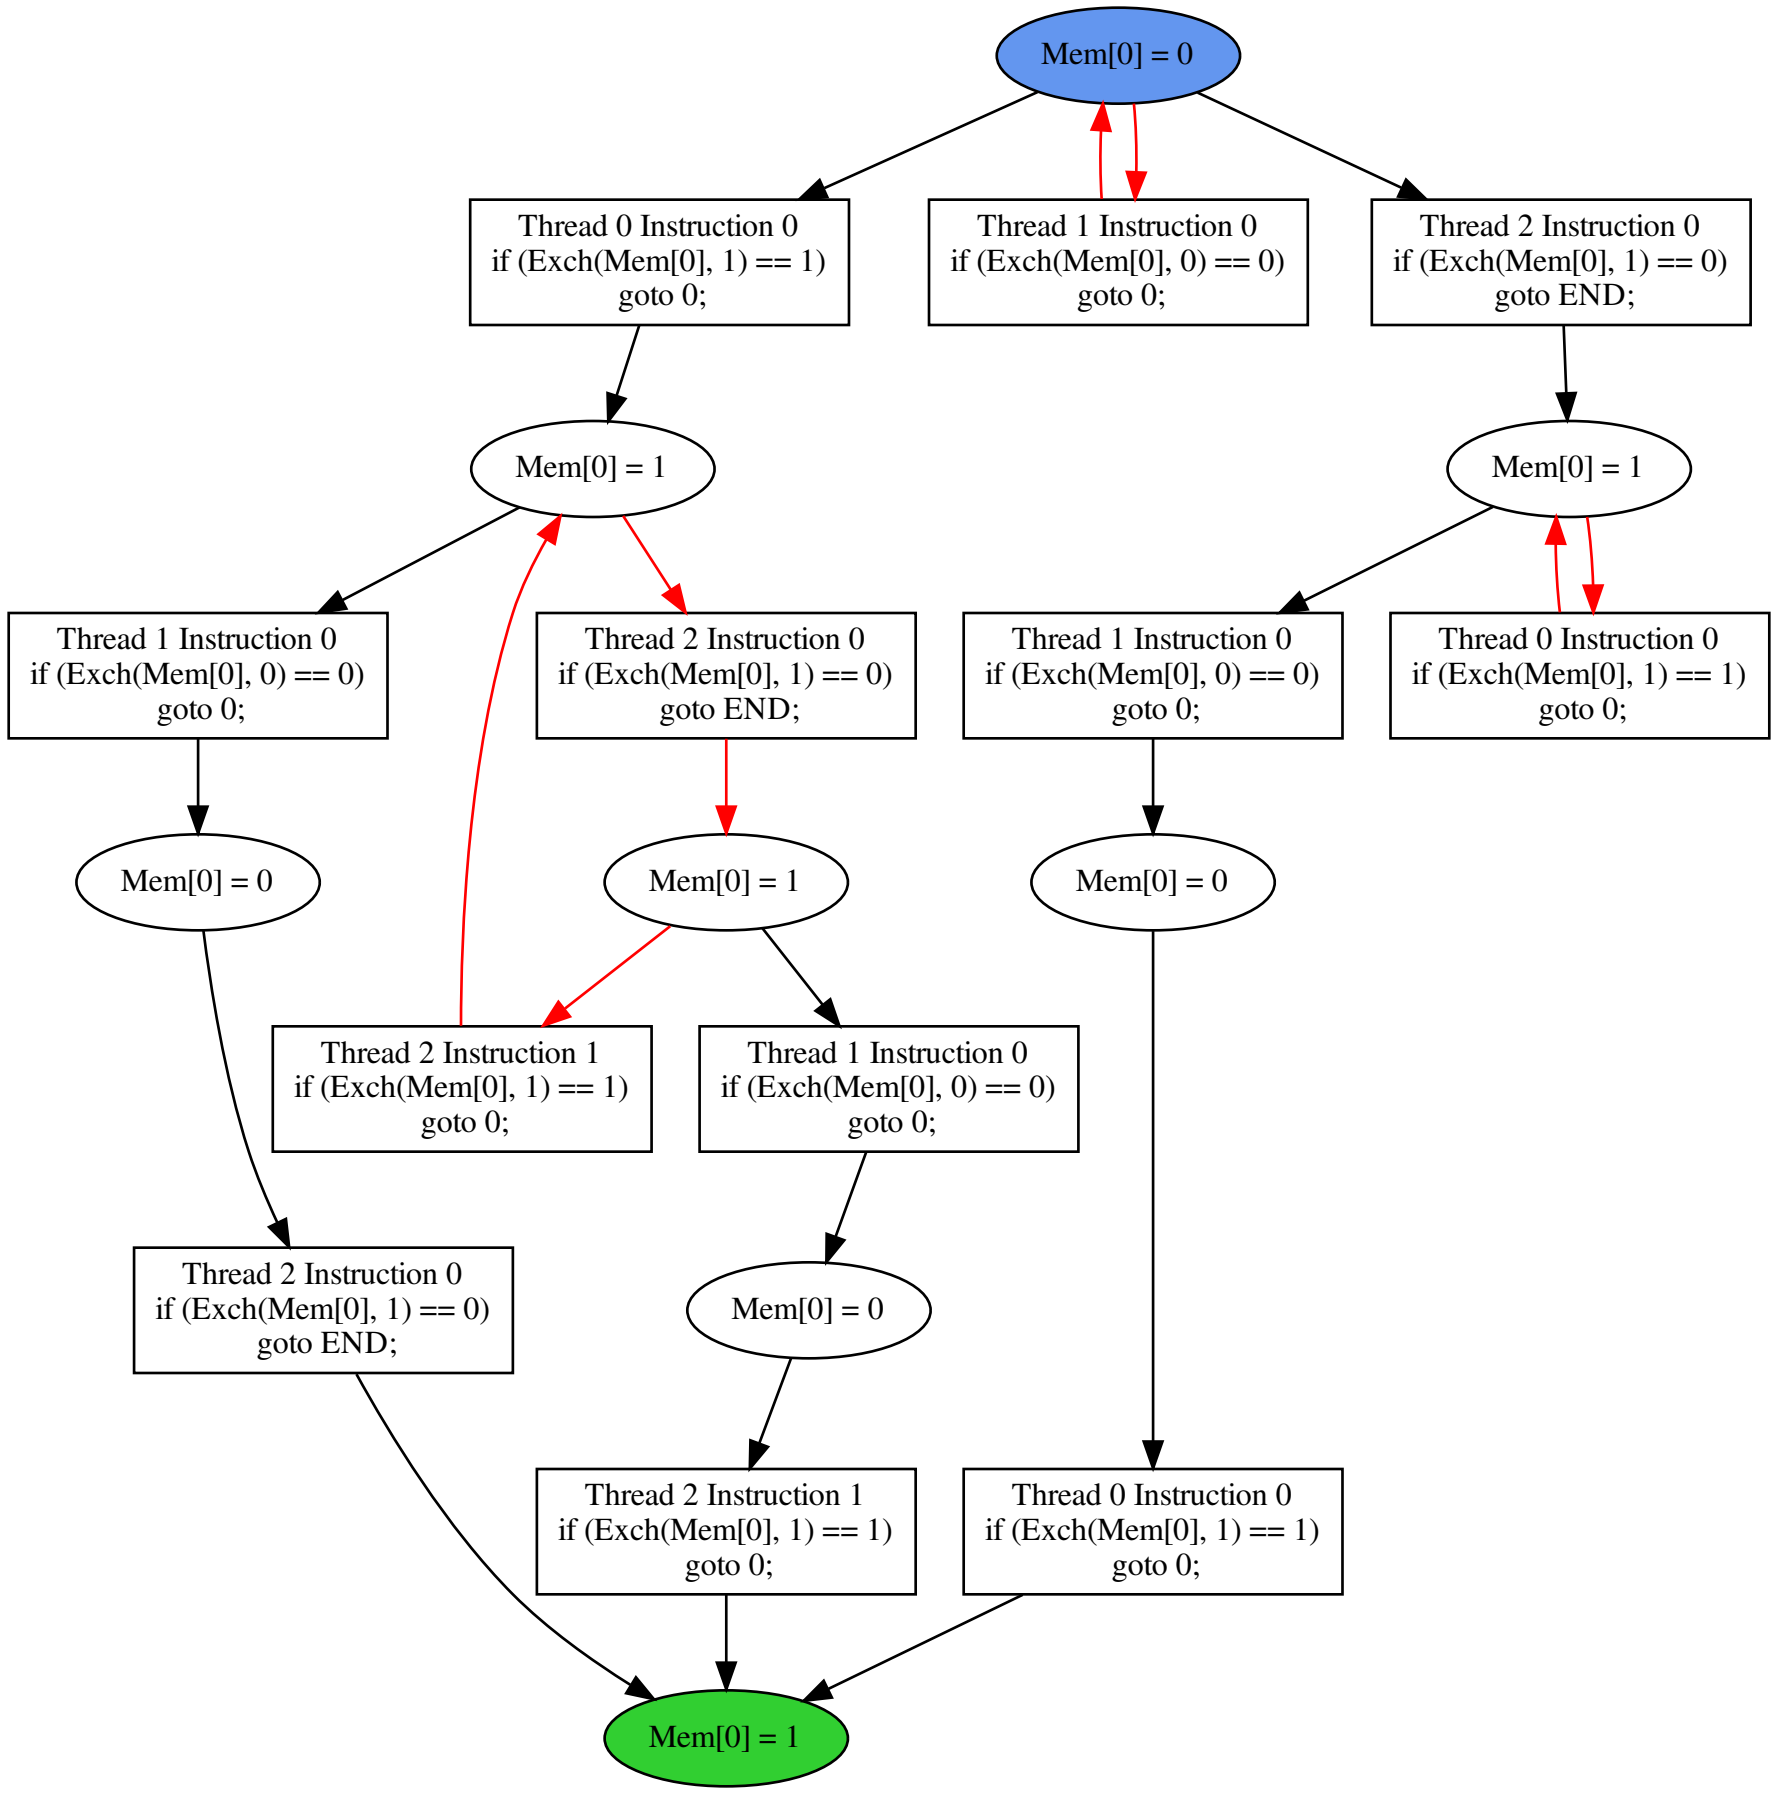 Mem[0] = 0
Thread 0 Instruction 0
if (Exch(Mem[0], 1) == 1)
goto 0;
Thread 1 Instruction 0
if (Exch(Mem[0], 0) == 0)
goto 0;
Thread 2 Instruction 0
if (Exch(Mem[0], 1) == 0)
goto END;
Mem[0] = 1
Mem[0] = 1
Thread 1 Instruction 0
if (Exch(Mem[0], 0) == 0)
goto 0;
Thread 2 Instruction 0
if (Exch(Mem[0], 1) == 0)
goto END;
Thread 1 Instruction 0
if (Exch(Mem[0], 0) == 0)
goto 0;
Thread 0 Instruction 0
if (Exch(Mem[0], 1) == 1)
goto 0;
Mem[0] = 0
Mem[0] = 1
Mem[0] = 0
Thread 2 Instruction 1
if (Exch(Mem[0], 1) == 1)
goto 0;
Thread 1 Instruction 0
if (Exch(Mem[0], 0) == 0)
goto 0;
Thread 2 Instruction 0
if (Exch(Mem[0], 1) == 0)
goto END;
Mem[0] = 0
Thread 2 Instruction 1
if (Exch(Mem[0], 1) == 1)
goto 0;
Thread 0 Instruction 0
if (Exch(Mem[0], 1) == 1)
goto 0;
Mem[0] = 1